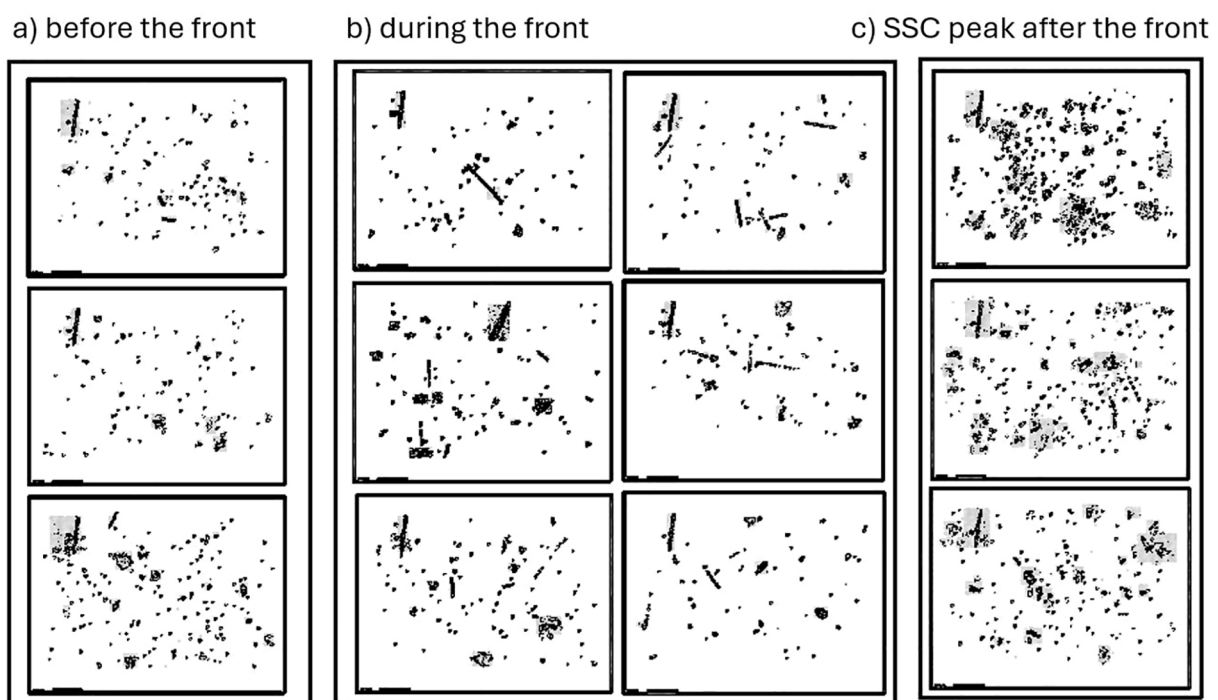 a) before the front
b) during the front
c) SSC peak after the front